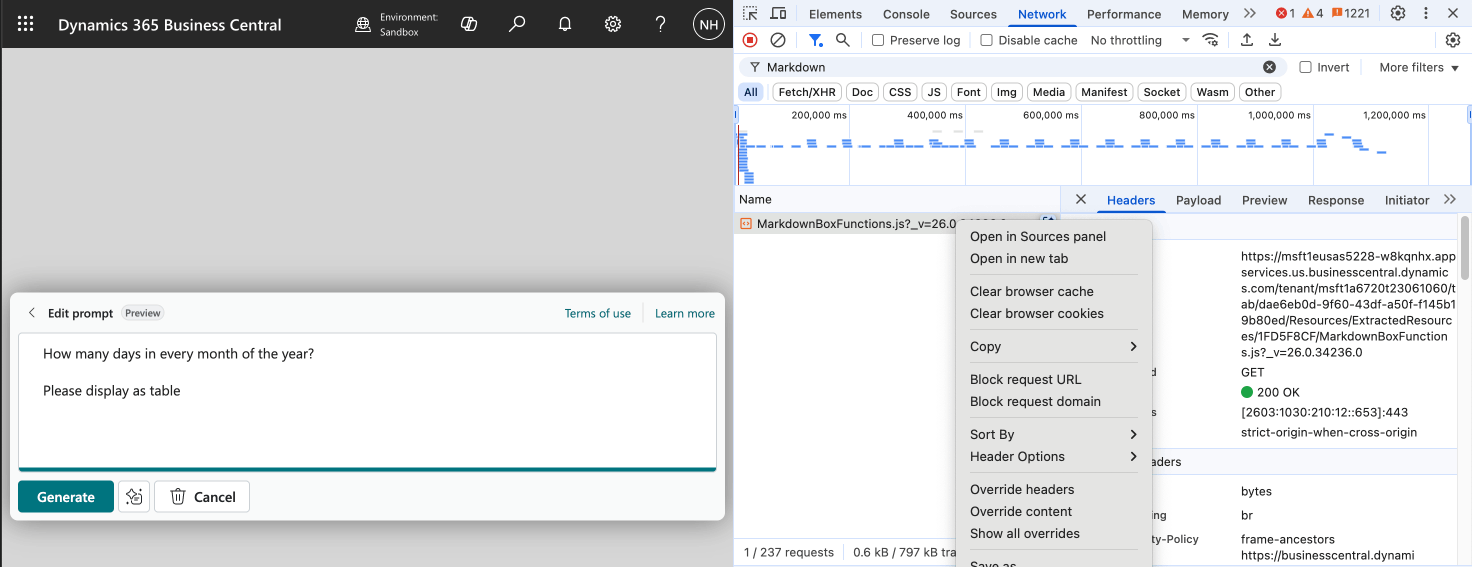 Dynamics 365 Business Central
Environment:
Sandbox
NH
Edit prompt
Preview
Terms of use
Learn more
How many days in every month of the year?
Please display as table
Generate
Cancel
Elements
Console
Sources
Network
Performance
Memory
1
4
1221
Preserve log
Disable cache
No throttling
Markdown
Invert
More filters
All
Fetch/XHR
Doc
CSS
JS
Font
Img
Media
Manifest
Socket
Wasm
Other
200,000 ms
400,000 ms
600,000 ms
800,000 ms
1,000,000 ms
1,200,000 ms
Name
Headers
Payload
Preview
Response
Initiator
MarkdownBoxFunctions.js?_v=26.0.34236.0
Open in Sources panel
Open in new tab
Clear browser cache
Clear browser cookies
Copy
Block request URL
Block request domain
Sort By
Header Options
Override headers
Override content
Show all overrides
Save as
https://msft1eusas5228-w8kqnhx.app
services.us.businesscentral.dynamic
s.com/tenant/msft1a6720t23061060/t
ab/dae6eb0d-9f60-43df-a50f-f145b1
9b80ed/Resources/ExtractedResourc
es/1FD5F8CF/MarkdownBoxFunction
s.js?_v=26.0.34236.0
d
GET
200 OK
s
[2603:1030:210:12::653]:443
strict-origin-when-cross-origin
aders
bytes
ing
br
ty-Policy
frame-ancestors
https://businesscentral.dynami
1 / 237 requests
0.6 kB / 797 kB tra